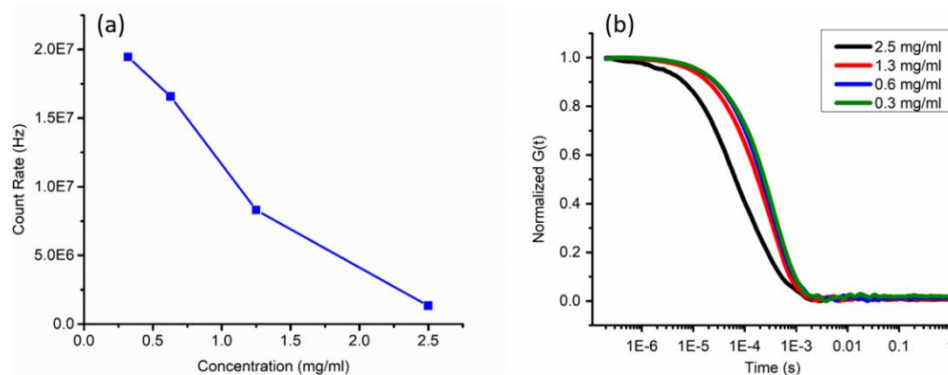 (a)
2.0E7
1.5E7
1.0E7
5.0E6
0.0
Count Rate (Hz)
0.0 0.5 1.0 1.5 2.0 2.5
Concentration (mg/ml)
(b)
2.5 mg/ml
1.3 mg/ml
0.6 mg/ml
0.3 mg/ml
1.0
0.8
0.6
0.4
0.2
0.0
Normalized G(t)
1E-6 1E-5 1E-4 1E-3 0.01 0.1 1
Time (s)